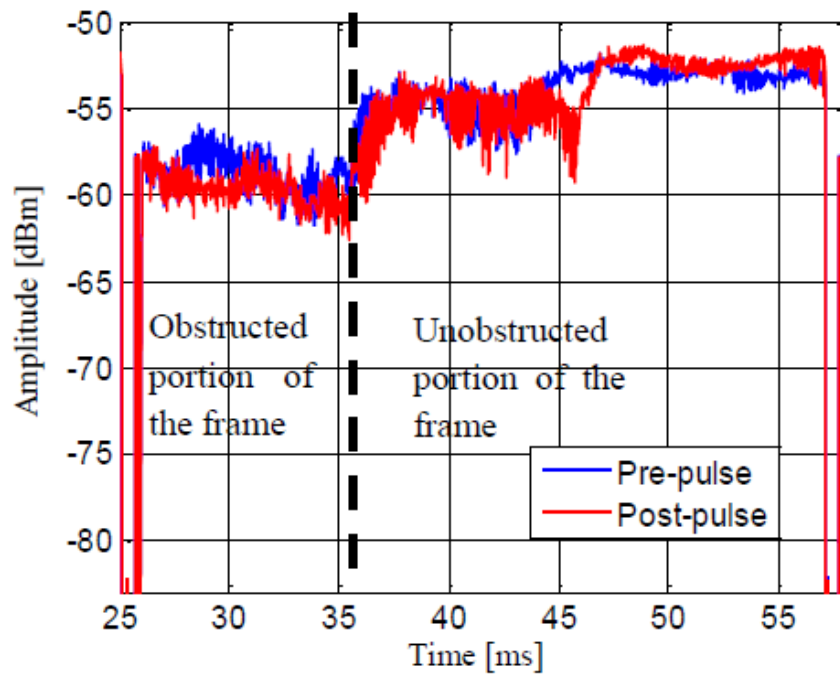 -50
-55
-60
-65
-70
-75
-80
Amplitude [dBm]
Obstructed
portion of
the frame
Unobstructed
portion of the
frame
Pre-pulse
Post-pulse
25 30 35 40 45 50 55
Time [ms]